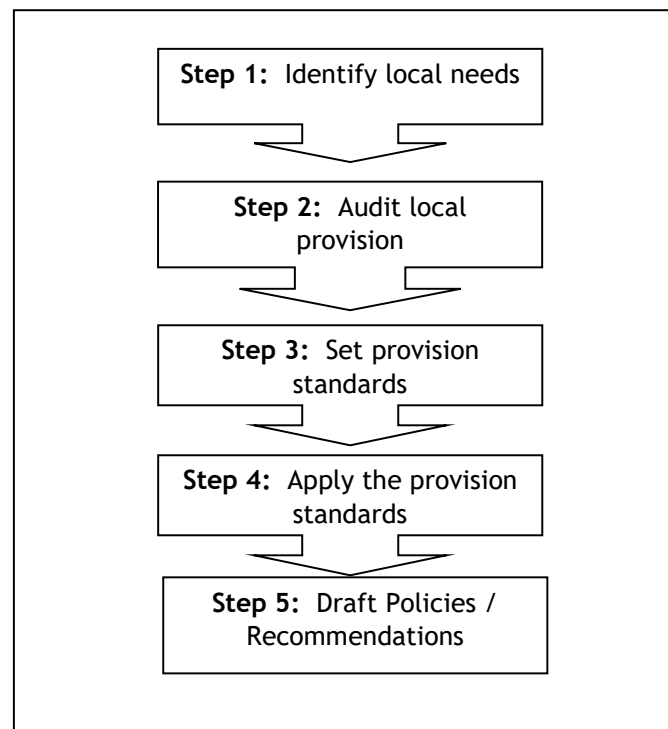 Step 1: Identify local needs
Step 2: Audit local
provision
Step 3: Set provision
standards
Step 4: Apply the provision
standards
Step 5: Draft Policies /
Recommendations